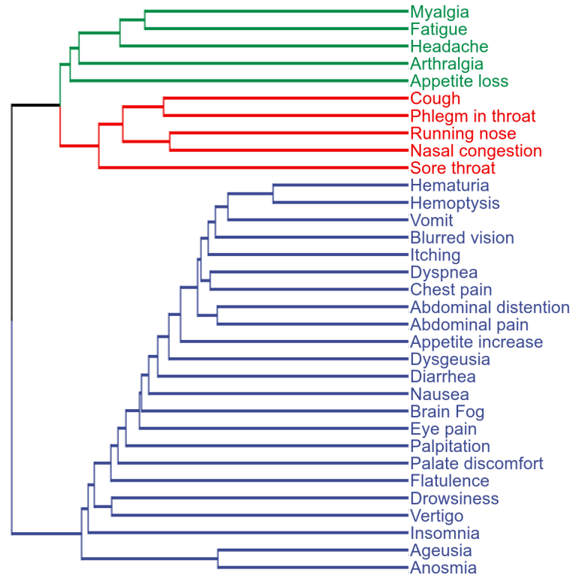 Myalgia
Fatigue
Headache
Arthralgia
Appetite loss
Cough
Phlegm in throat
Running nose
Nasal congestion
Sore throat
Hematuria
Hemoptysis
Vomit
Blurred vision
Itching
Dyspnea
Chest pain
Abdominal distention
Abdominal pain
Appetite increase
Dysgeusia
Diarrhea
Nausea
Brain Fog
Eye pain
Palpitation
Palate discomfort
Flatulence
Drowsiness
Vertigo
Insomnia
Ageusia
Anosmia